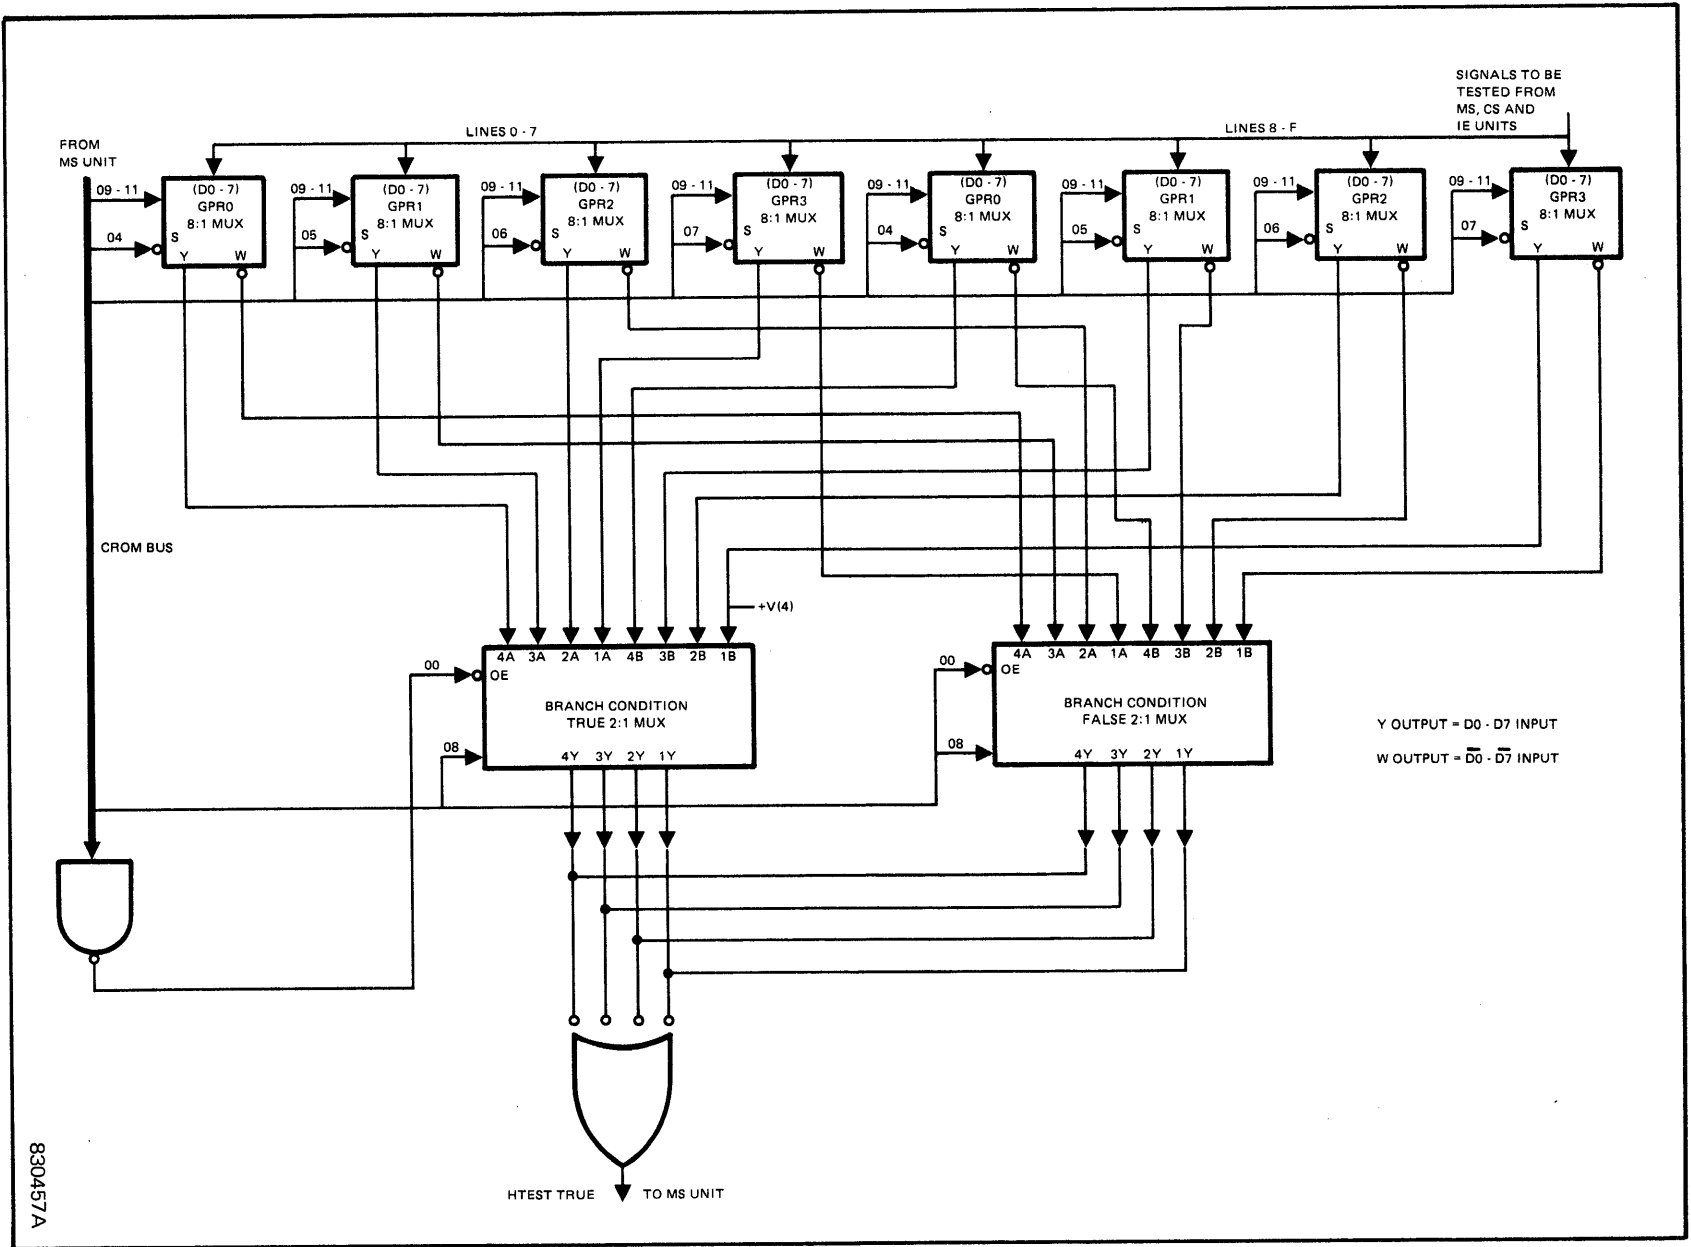 SIGNALS TO BE
TESTED FROM
MS, CS AND
IE UNITS
LINES 0 - 7
LINES 8 - F
FROM
MS UNIT
09 - 11
(D0 - 7)
GPR0
8:1 MUX
04
S
Y
W
09 - 11
(D0 - 7)
GPR1
8:1 MUX
05
S
Y
W
09 - 11
(D0 - 7)
GPR2
8:1 MUX
06
S
Y
W
09 - 11
(D0 - 7)
GPR3
8:1 MUX
07
S
Y
W
09 - 11
(D0 - 7)
GPR0
8:1 MUX
04
S
Y
W
09 - 11
(D0 - 7)
GPR1
8:1 MUX
05
S
Y
W
09 - 11
(D0 - 7)
GPR2
8:1 MUX
06
S
Y
W
09 - 11
(D0 - 7)
GPR3
8:1 MUX
07
S
Y
W
CROM BUS
+V(4)
4A 3A 2A 1A 4B 3B 2B 1B
00
OE
BRANCH CONDITION
TRUE 2:1 MUX
08
4Y 3Y 2Y 1Y
4A 3A 2A 1A 4B 3B 2B 1B
00
OE
BRANCH CONDITION
FALSE 2:1 MUX
08
4Y 3Y 2Y 1Y
Y OUTPUT = D0 - D7 INPUT
W OUTPUT = D̅0̅ - D̅7̅ INPUT
HTEST TRUE
TO MS UNIT
830457A